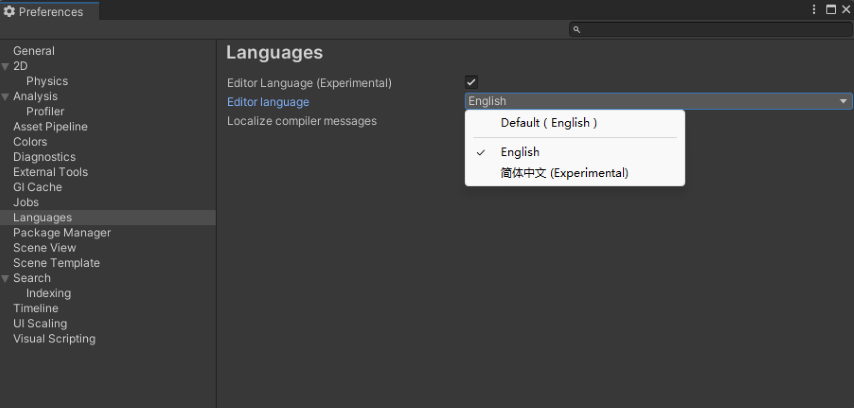 Preferences
General
2D
Physics
Analysis
Profiler
Asset Pipeline
Colors
Diagnostics
External Tools
GI Cache
Jobs
Languages
Package Manager
Scene View
Scene Template
Search
Indexing
Timeline
UI Scaling
Visual Scripting
Languages
Editor Language (Experimental)
Editor language English
Localize compiler messages
Default ( English )
English
简体中文 (Experimental)